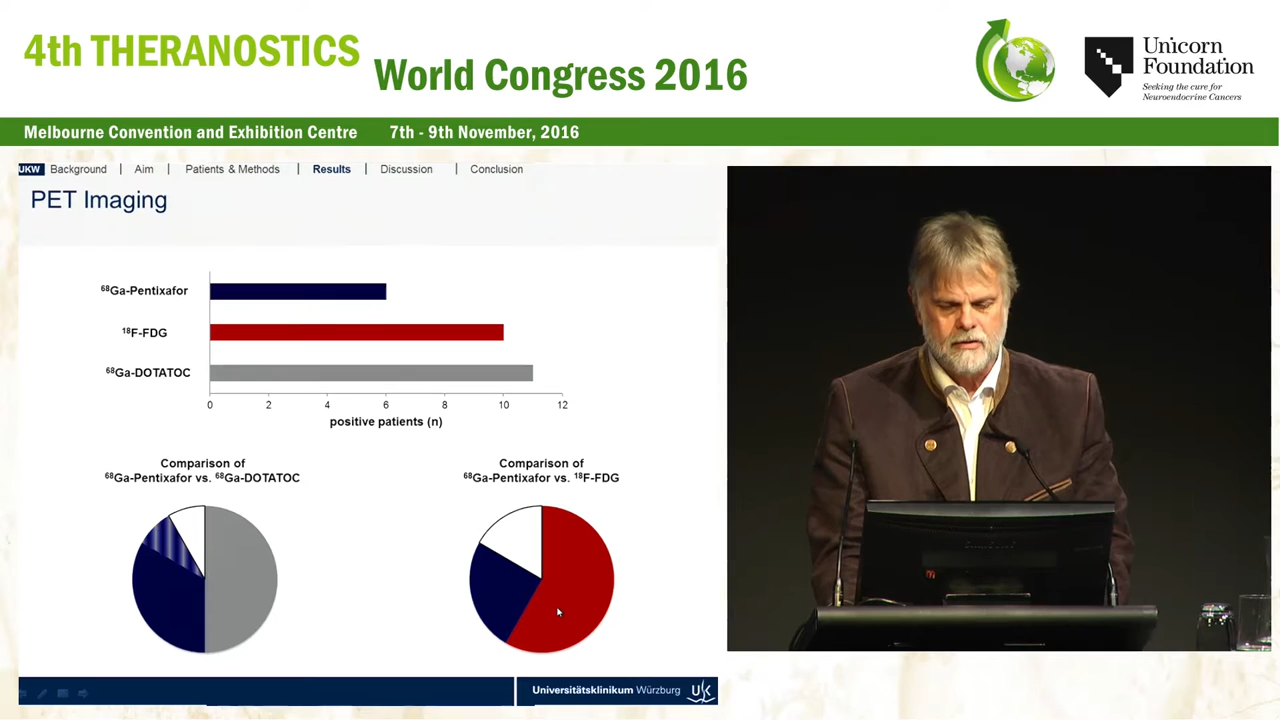 4th THERANOSTICS
World Congress 2016
Unicorn
Foundation
Seeking the cure for
Neuroendocrine Cancers
Melbourne Convention and Exhibition Centre 7th - 9th November, 2016
UKW Background | Aim | Patients & Methods | Results | Discussion | Conclusion
PET Imaging
⁶⁸Ga-Pentixafor
¹⁸F-FDG
⁶⁸Ga-DOTATOC
0 2 4 6 8 10 12
positive patients (n)
Comparison of
⁶⁸Ga-Pentixafor vs. ⁶⁸Ga-DOTATOC
Comparison of
⁶⁸Ga-Pentixafor vs. ¹⁸F-FDG
Universitätsklinikum Würzburg